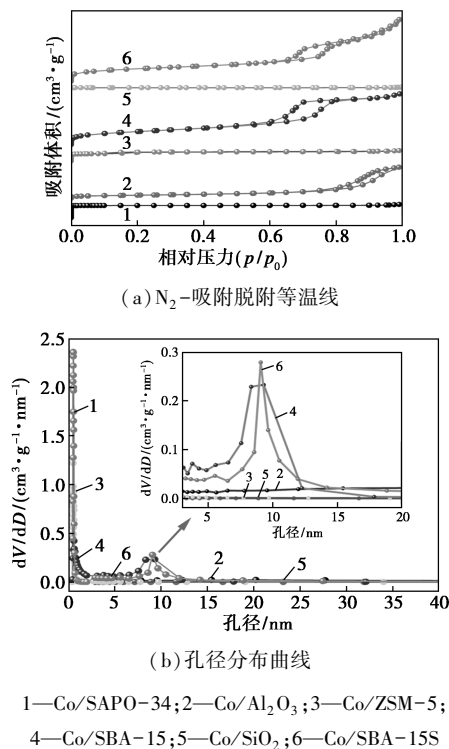 吸附体积/(cm³·g⁻¹)
6
5
4
3
2
1
0.0 0.2 0.4 0.6 0.8 1.0
相对压力(p/p₀)
(a)N₂-吸附脱附等温线
dV/dD/(cm³·g⁻¹·nm⁻¹)
2.5
2.0
1.5
1.0
0.5
0.0
1
3
4
6
2
5
0 5 10 15 20 25 30 35 40
孔径/nm
dV/dD/(cm³·g⁻¹·nm⁻¹)
0.3
0.2
0.1
0.0
6
4
3 5 2
5 10 15 20
孔径/nm
(b)孔径分布曲线
1—Co/SAPO-34;2—Co/Al₂O₃;3—Co/ZSM-5;
4—Co/SBA-15;5—Co/SiO₂;6—Co/SBA-15S